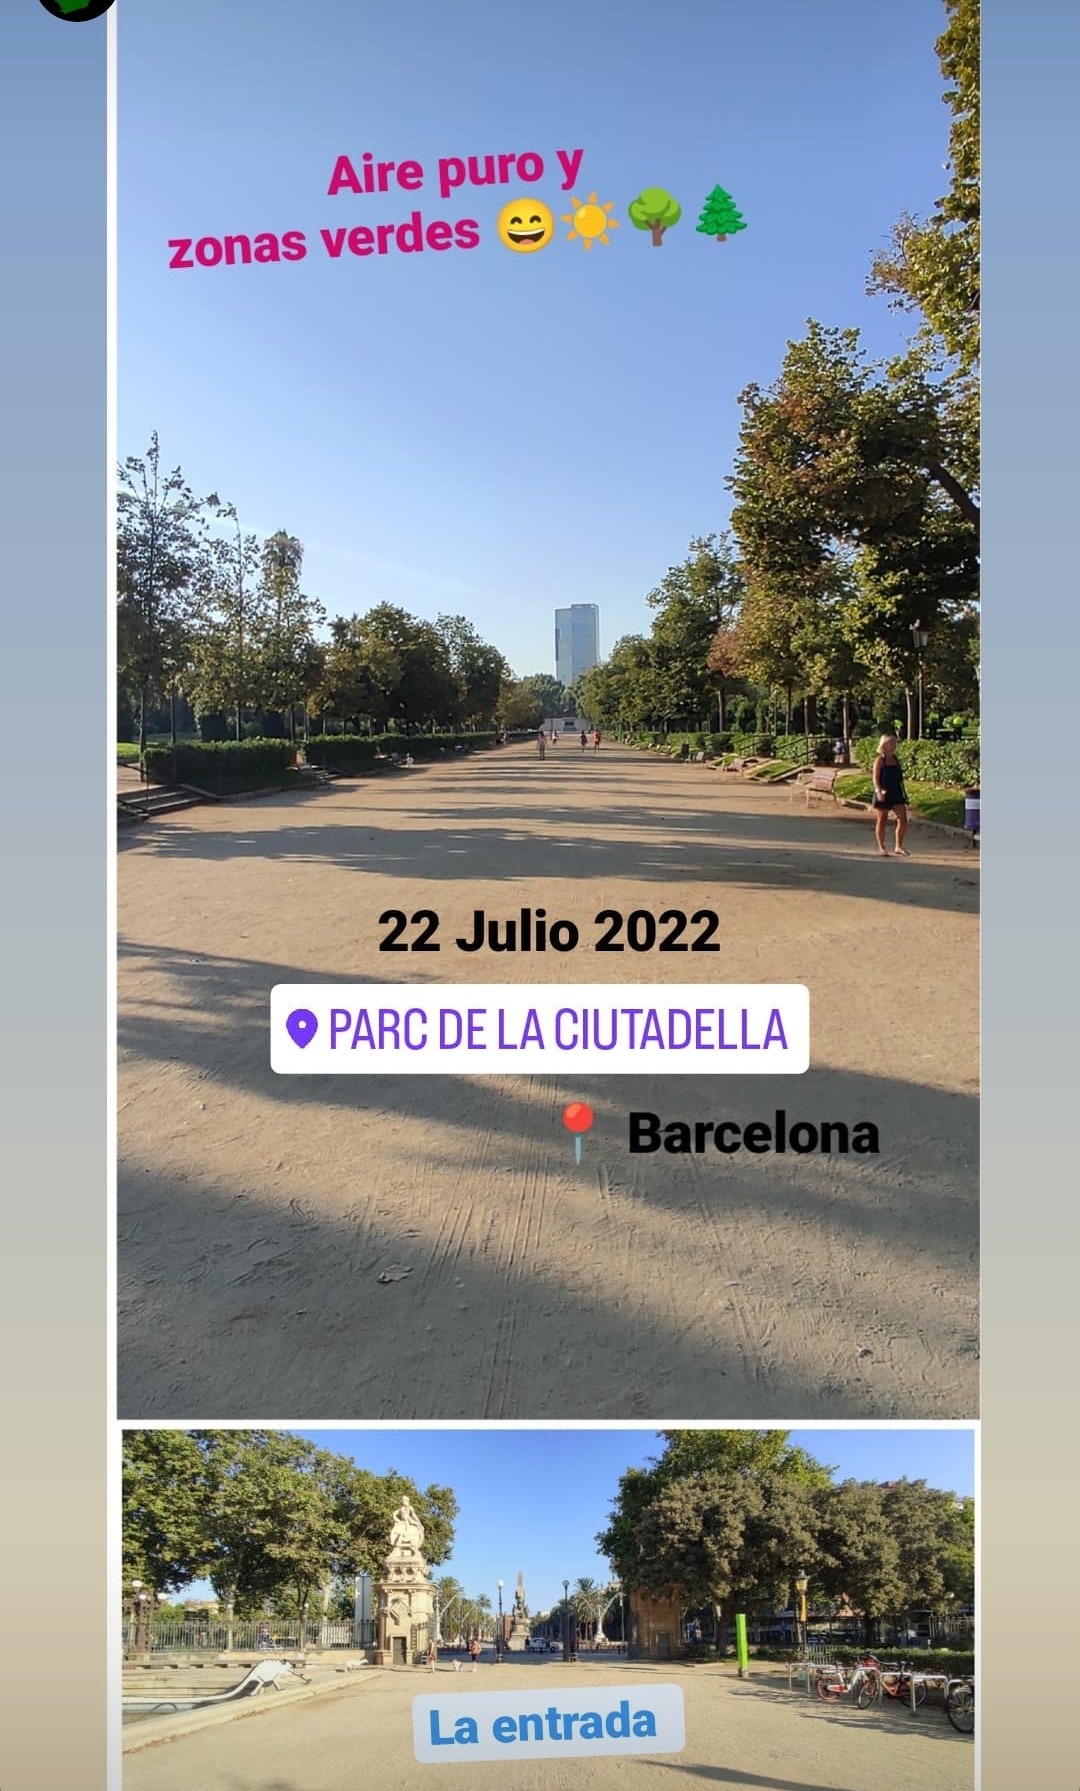 Aire puro y
zonas verdes 😄☀️🌳🌲
22 Julio 2022
PARC DE LA CIUTADELLA
📍 Barcelona
La entrada